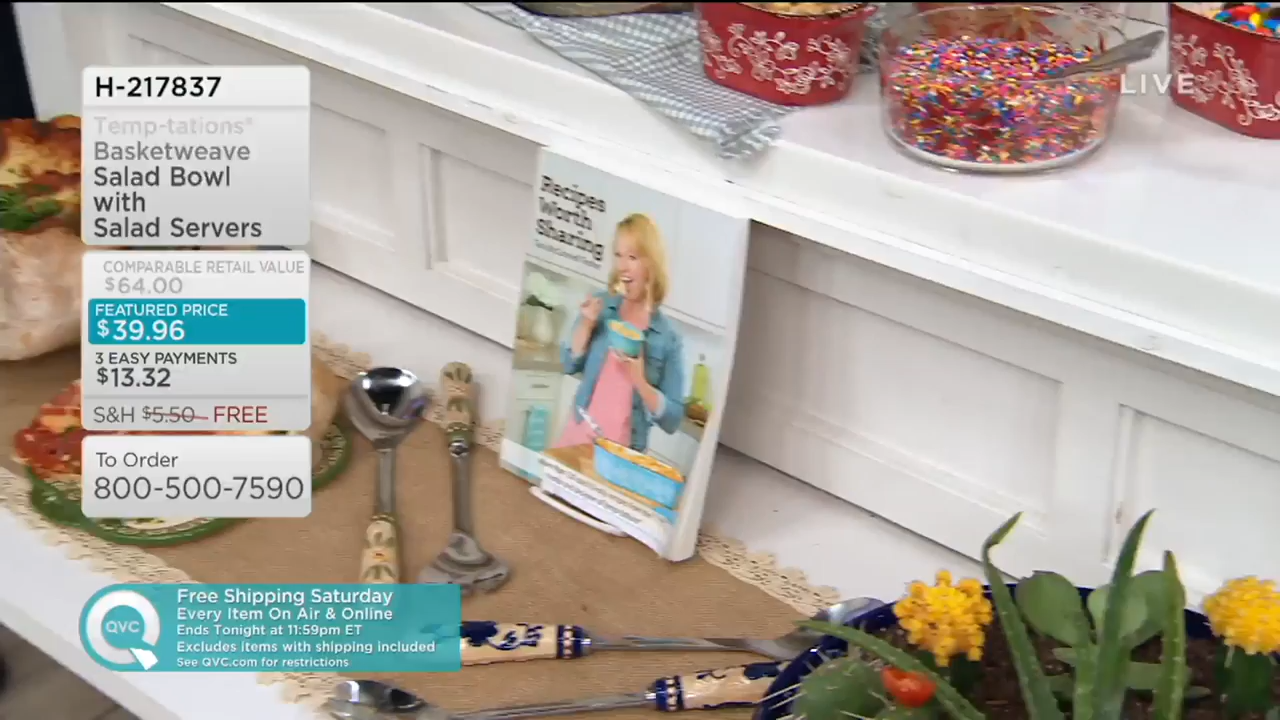 H-217837
Temp-tations®
Basketweave
Salad Bowl
with
Salad Servers
COMPARABLE RETAIL VALUE
$64.00
FEATURED PRICE
$39.96
3 EASY PAYMENTS
$13.32
S&H $5.50 FREE
To Order
800-500-7590
QVC
Free Shipping Saturday
Every Item On Air & Online
Ends Tonight at 11:59pm ET
Excludes items with shipping included
See QVC.com for restrictions
Recipes
Worth
Sharing
LIVE